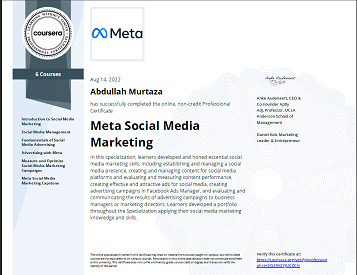 coursera
Meta
6 Courses
Introduction to Social Media
Marketing
Social Media Management
Fundamentals of Social
Media Advertising
Advertising with Meta
Measure and Optimize
Social Media Marketing
Campaigns
Meta Social Media
Marketing Capstone
Aug 14, 2022
Abdullah Murtaza
has successfully completed the online, non-credit Professional
Certificate
Meta Social Media
Marketing
In this specialization, learners developed and honed essential social
media marketing skills, including establishing and managing a social
media presence, creating and managing content for social media
platforms and evaluating and measuring content performance,
creating effective and attractive ads for social media, creating
advertising campaigns in Facebook Ads Manager, and evaluating and
communicating the results of advertising campaigns to business
managers or marketing directors. Learners developed a portfolio
throughout the Specialization applying their social media marketing
knowledge and skills.
Anke Audenaert, CEO &
Co-Founder Aptly
Adj. Professor, UCLA
Anderson School of
Management
Daniel Kob, Marketing
Leader & Entrepreneur
Verify this certificate at: